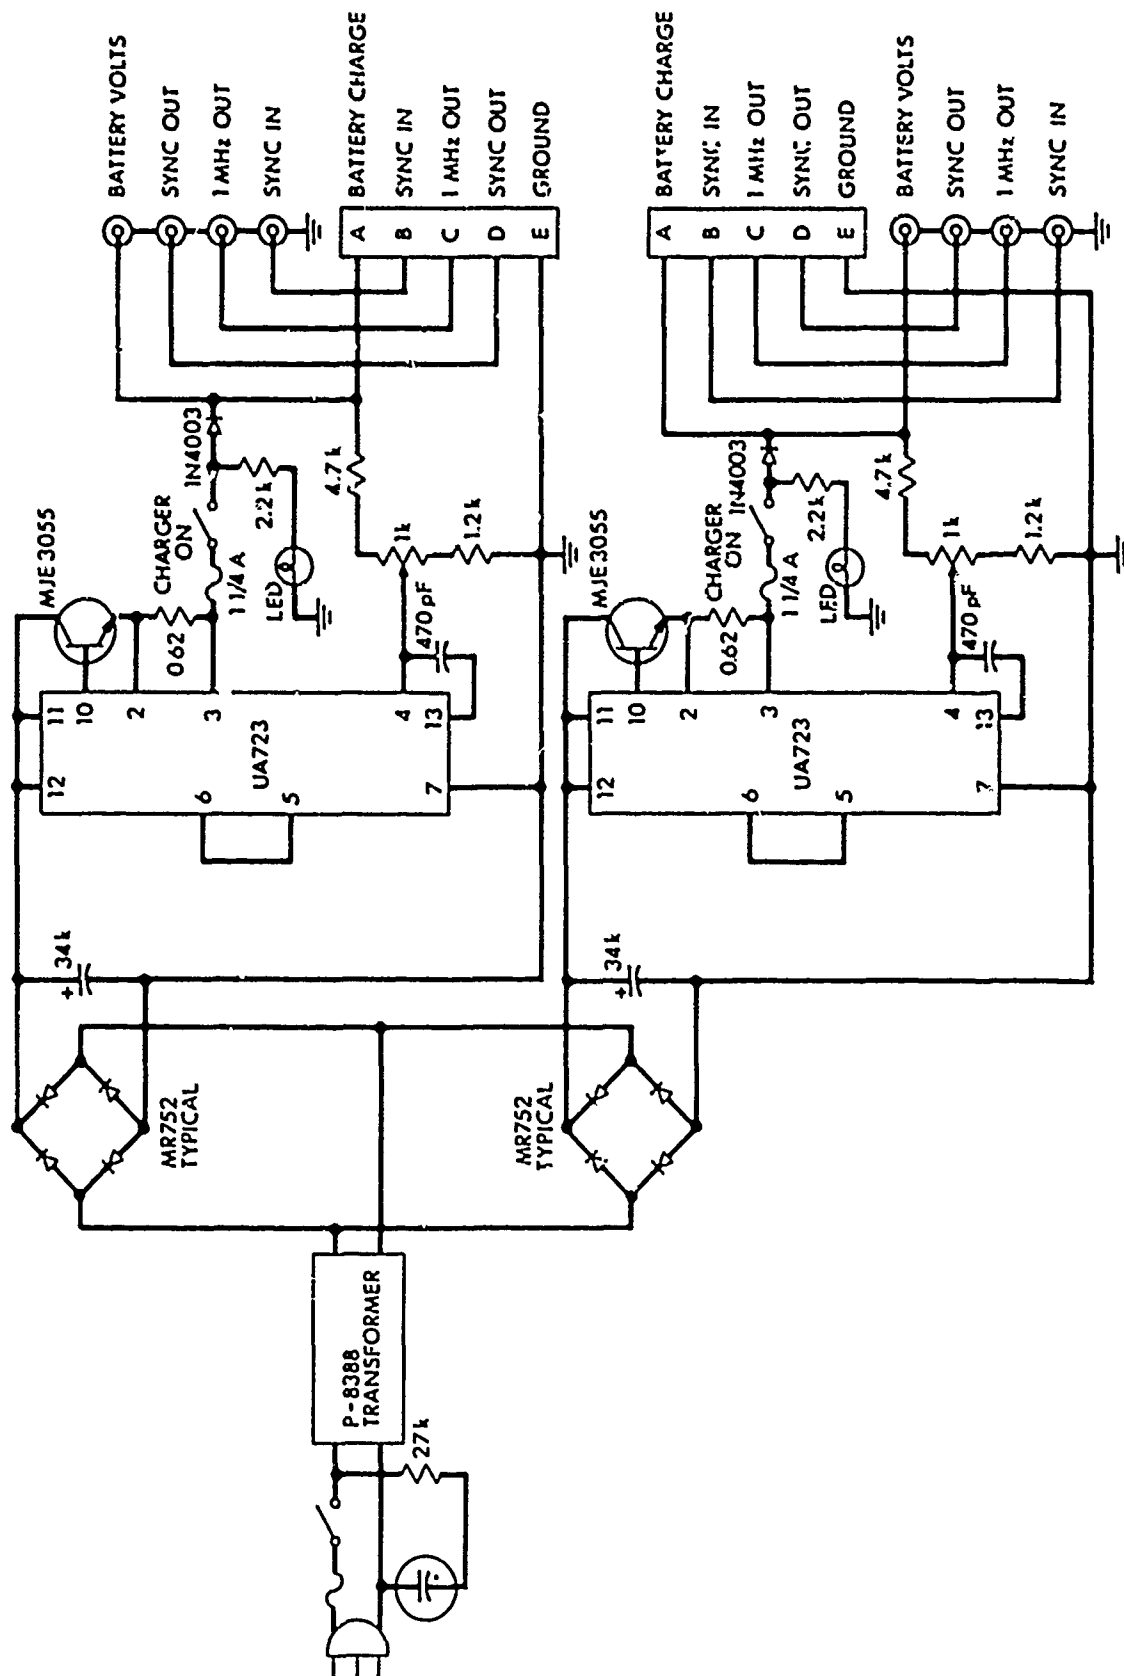 BATTERY VOLTS
SYNC OUT
1 MHz OUT
SYNC IN
BATTERY CHARGE
SYNC IN
1 MHz OUT
SYNC OUT
GROUND
A
B
C
D
E
MJE3055
CHARGER
ON
1N4003
0.62
1 1/4 A
2.2k
LED
4.7 k
1k
1.2k
470 pF
11
10
2
3
4
13
12
UA723
6
5
7
+
34k
MR752
TYPICAL
BATTERY CHARGE
SYNC IN
1 MHz OUT
SYNC OUT
GROUND
BATTERY VOLTS
SYNC OUT
1 MHz OUT
SYNC IN
A
B
C
D
E
MJE3055
CHARGER
ON
1N4003
0.62
1 1/4 A
2.2k
LED
4.7k
1k
1.2k
470 pF
11
10
2
3
4
13
12
UA723
6
5
7
+
34k
MR752
TYPICAL
P-8388
TRANSFORMER
27k